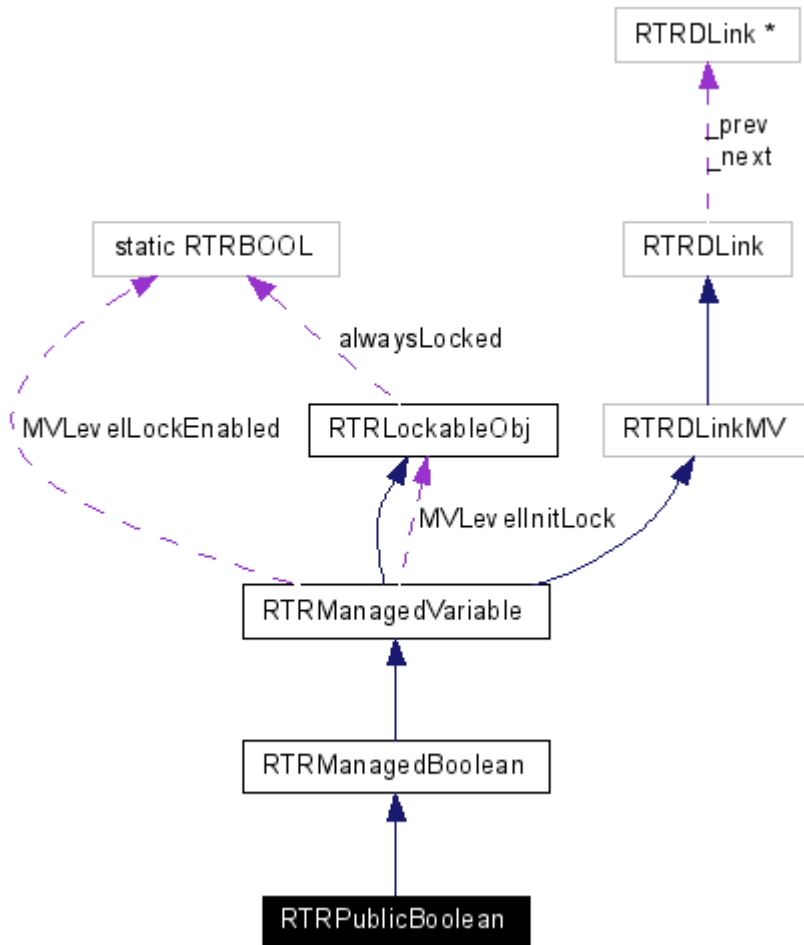 RTRDLink *
_prev
_next
static RTRBOOL
RTRDLink
alwaysLocked
MVLevelLockEnabled
RTRLockableObj
RTRDLinkMV
MVLevelInitLock
RTRManagedVariable
RTRManagedBoolean
RTRPublicBoolean